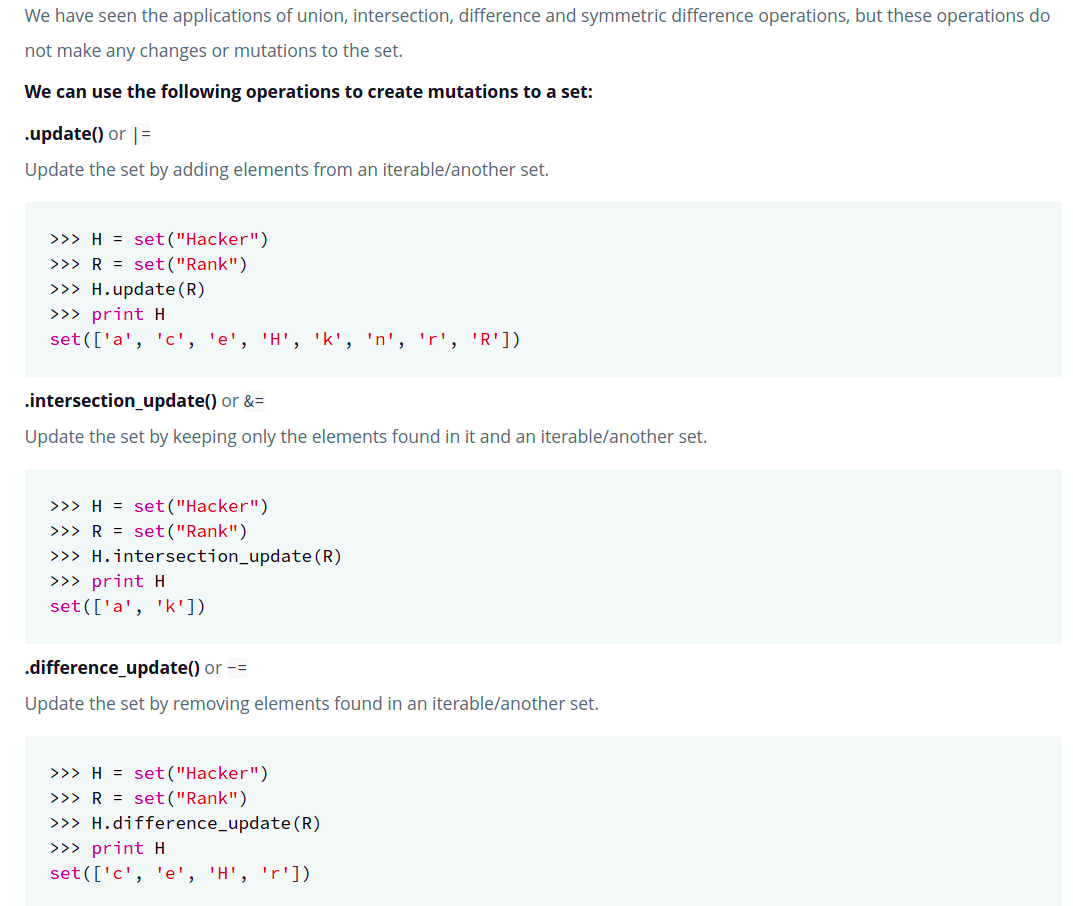 We have seen the applications of union, intersection, difference and symmetric difference operations, but these operations do
not make any changes or mutations to the set.
We can use the following operations to create mutations to a set:
.update() or |=
Update the set by adding elements from an iterable/another set.
>>> H = set("Hacker")
>>> R = set("Rank")
>>> H.update(R)
>>> print H
set(['a', 'c', 'e', 'H', 'k', 'n', 'r', 'R'])
.intersection_update() or &=
Update the set by keeping only the elements found in it and an iterable/another set.
>>> H = set("Hacker")
>>> R = set("Rank")
>>> H.intersection_update(R)
>>> print H
set(['a', 'k'])
.difference_update() or -=
Update the set by removing elements found in an iterable/another set.
>>> H = set("Hacker")
>>> R = set("Rank")
>>> H.difference_update(R)
>>> print H
set(['c', 'e', 'H', 'r'])